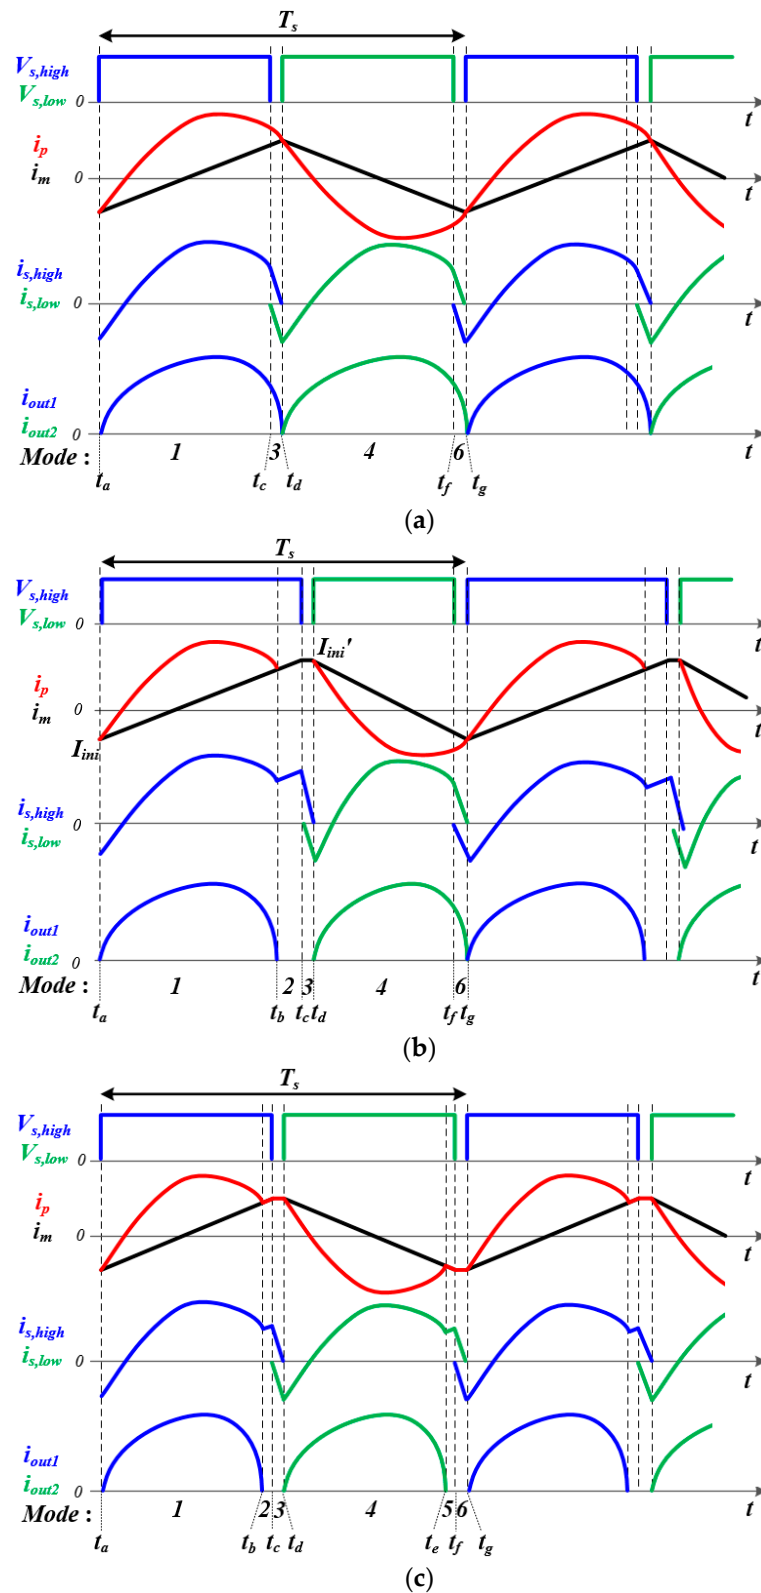 Ts
Vs,high
Vs,low
0
t
ip
im
0
t
is,high
is,low
0
t
iout1
iout2
0
t
Mode :
1
3
4
6
ta
tc
td
tf
tg
(a)
Ts
Vs,high
Vs,low
0
t
Iini'
ip
im
0
t
Iini
is,high
is,low
0
t
iout1
iout2
0
t
Mode :
1
2
3
4
6
ta
tb
tc
td
tf
tg
(b)
Ts
Vs,high
Vs,low
0
t
ip
im
0
t
is,high
is,low
0
t
iout1
iout2
0
t
Mode :
1
2
3
4
5
6
ta
tb
tc
td
te
tf
tg
(c)